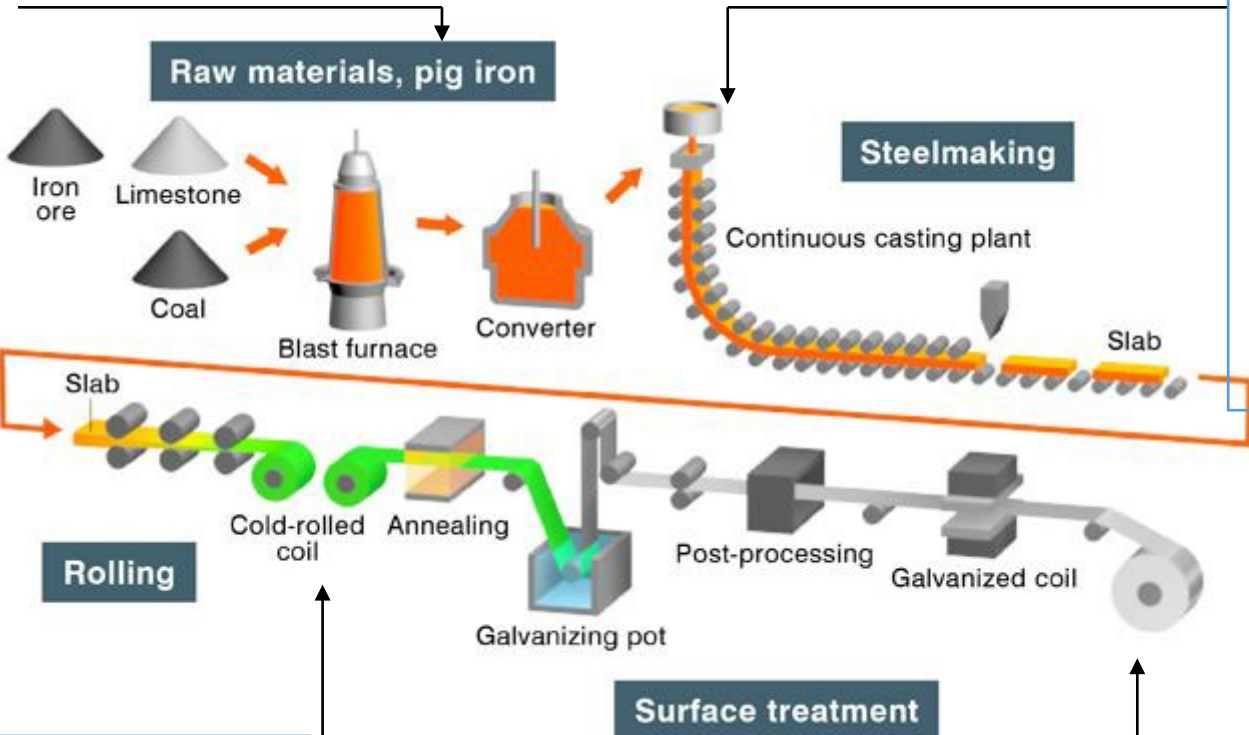 Raw materials, pig iron
Iron
ore
Limestone
Coal
Blast furnace
Converter
Steelmaking
Continuous casting plant
Slab
Slab
Cold-rolled
coil
Annealing
Rolling
Galvanizing pot
Post-processing
Galvanized coil
Surface treatment